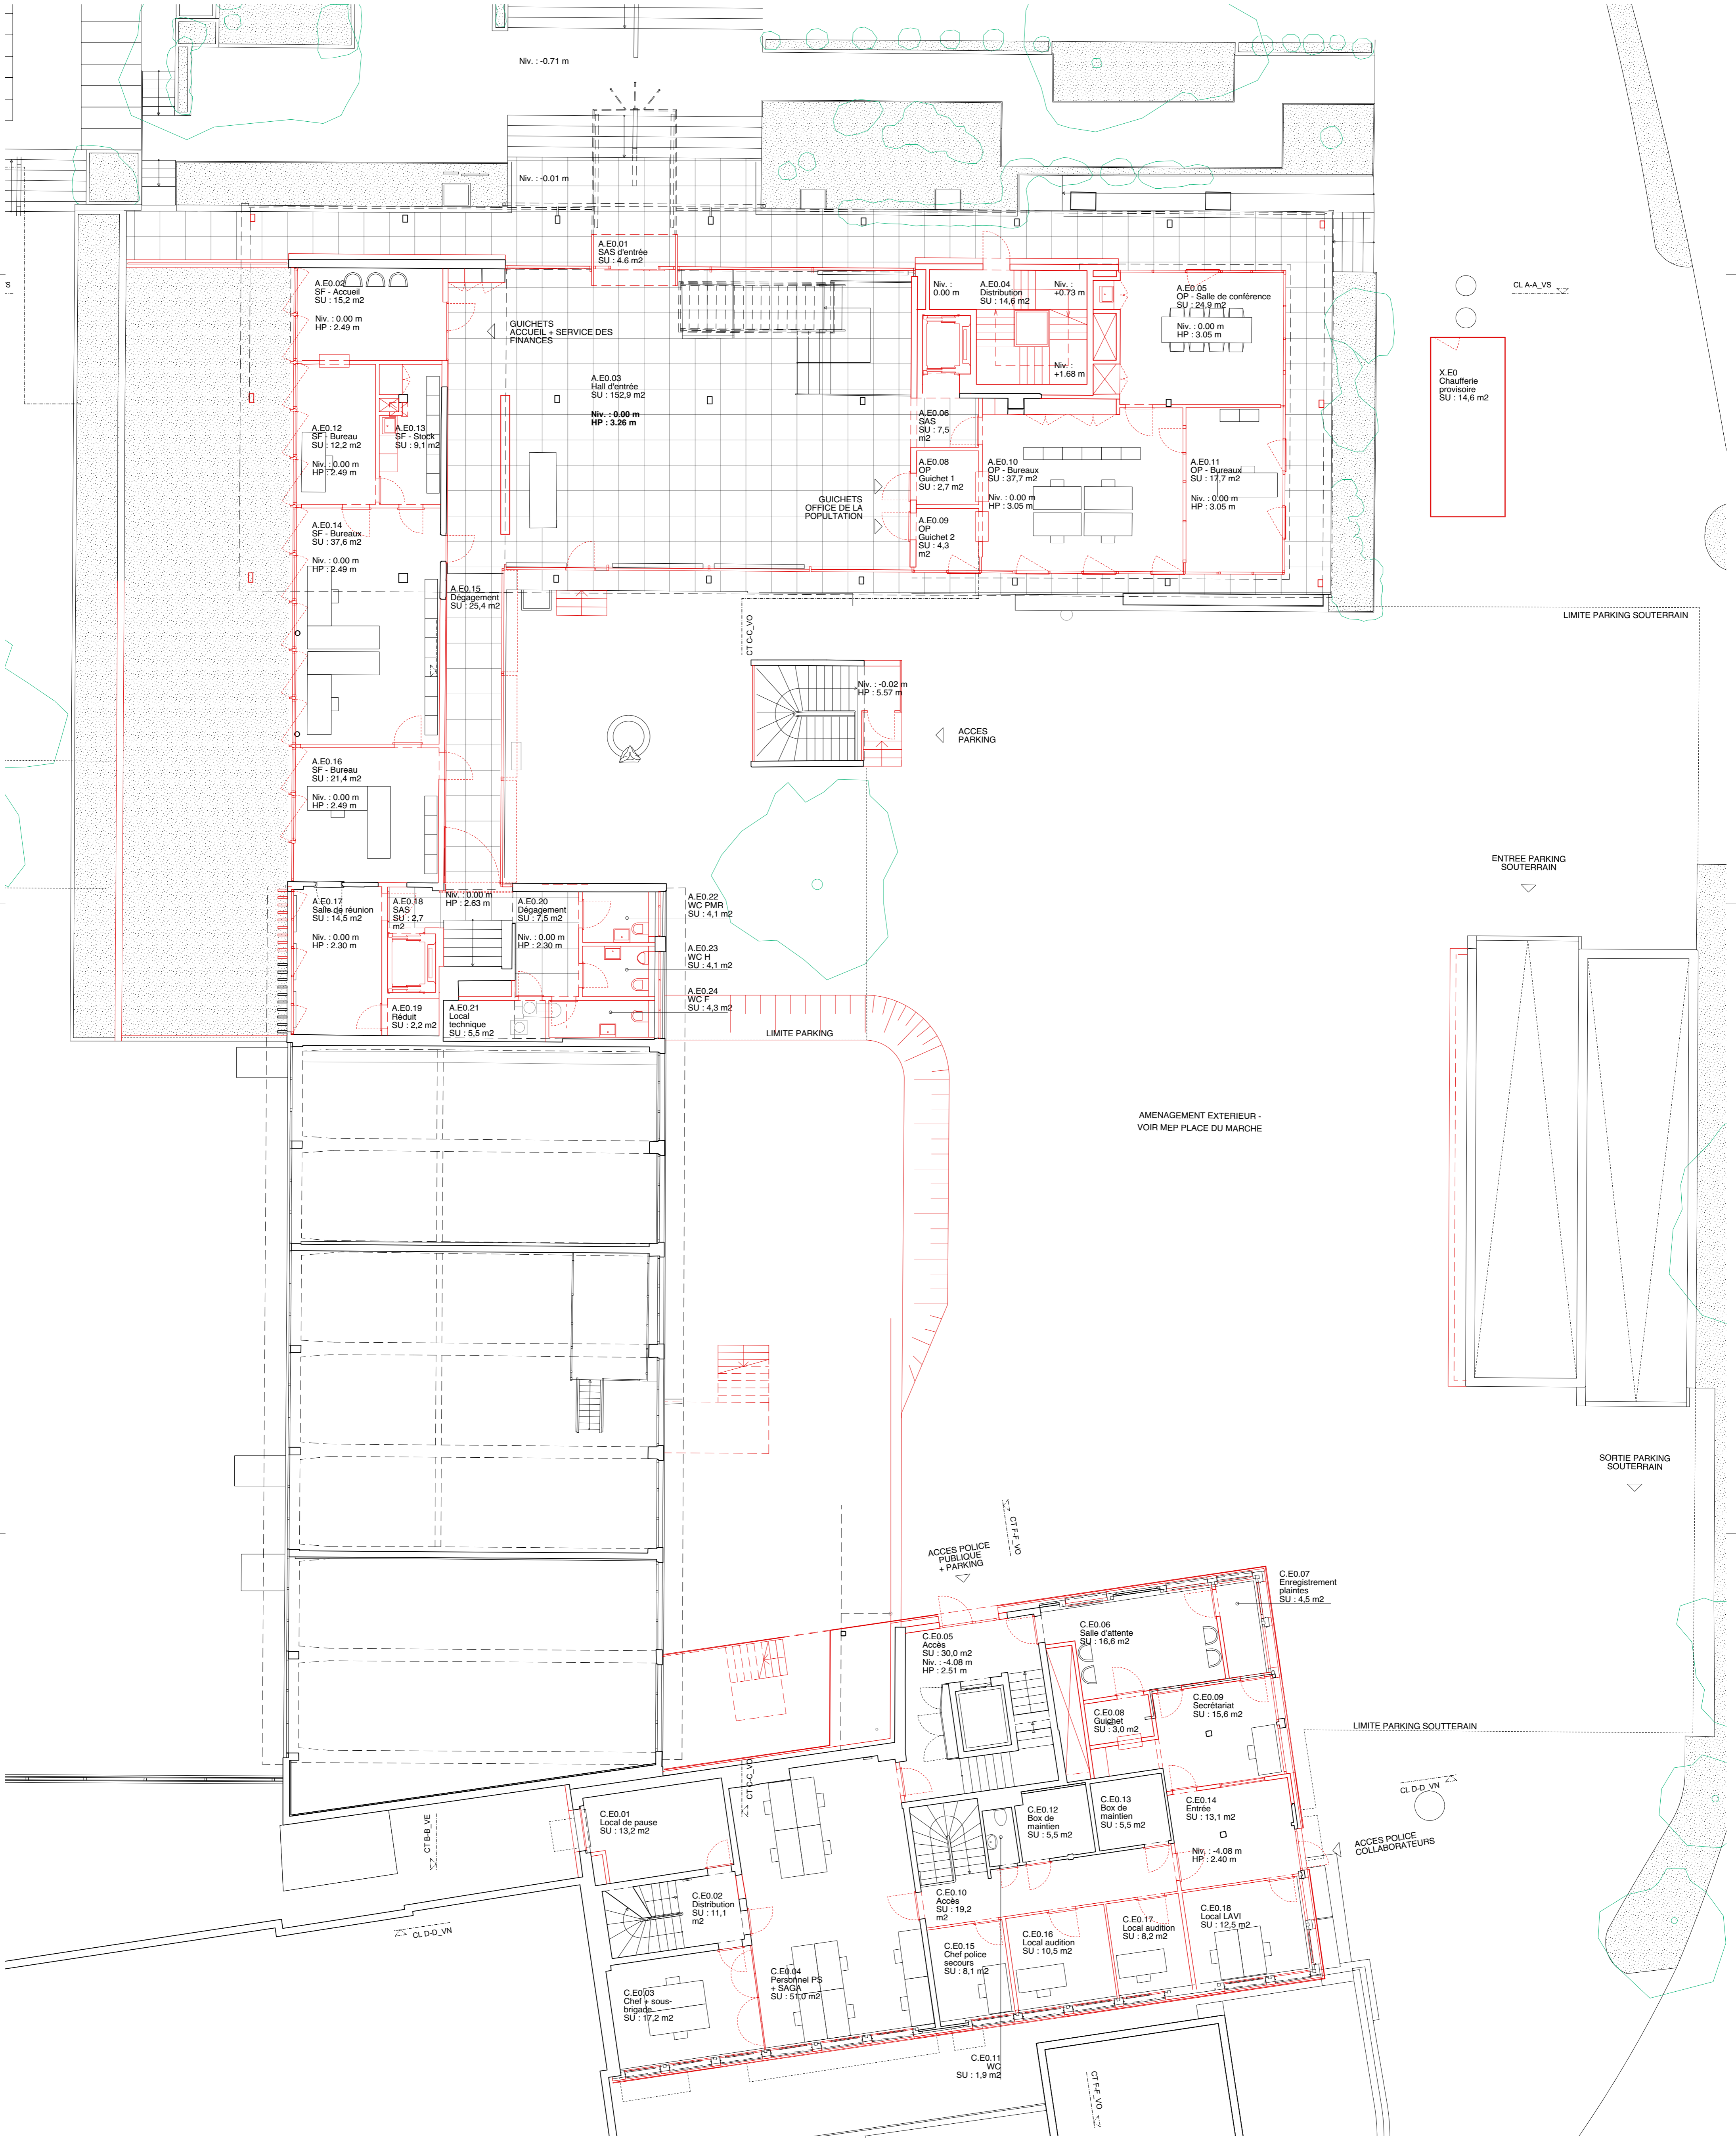 Niv. : -0.71 m
Niv. : -0.01 m
A.E0.01
SAS d'entrée
SU : 4.6 m2
A.E0.02
SF - Accueil
SU : 15,2 m2
Niv. : 0.00 m
HP : 2.49 m
GUICHETS
ACCUEIL + SERVICE DES
FINANCES
Niv. :
0.00 m
A.E0.04
Distribution
SU : 14,6 m2
Niv. :
+0.73 m
Niv. :
+1.68 m
A.E0.05
OP - Salle de conférence
SU : 24,9 m2
Niv. : 0.00 m
HP : 3.05 m
CL A-A_VS
X.E0
Chaufferie
provisoire
SU : 14,6 m2
A.E0.03
Hall d'entrée
SU : 152,9 m2
Niv. : 0.00 m
HP : 3.26 m
A.E0.12
SF - Bureau
SU : 12,2 m2
Niv. : 0.00 m
HP : 2.49 m
A.E0.13
SF - Stock
SU : 9,1 m2
A.E0.06
SAS
SU : 7,5
m2
A.E0.08
OP
Guichet 1
SU : 2,7 m2
A.E0.09
OP
Guichet 2
SU : 4,3
m2
A.E0.10
OP - Bureaux
SU : 37,7 m2
Niv. : 0.00 m
HP : 3.05 m
A.E0.11
OP - Bureaux
SU : 17,7 m2
Niv. : 0.00 m
HP : 3.05 m
GUICHETS
OFFICE DE LA
POPULTATION
A.E0.14
SF - Bureaux
SU : 37,6 m2
Niv. : 0.00 m
HP : 2.49 m
A.E0.15
Dégagement
SU : 25,4 m2
CT C-C_VO
LIMITE PARKING SOUTERRAIN
Niv. : -0.02 m
HP : 5.57 m
ACCES
PARKING
A.E0.16
SF - Bureau
SU : 21,4 m2
Niv. : 0.00 m
HP : 2.49 m
ENTREE PARKING
SOUTERRAIN
A.E0.17
Salle de réunion
SU : 14,5 m2
Niv. : 0.00 m
HP : 2.30 m
A.E0.18
SAS
SU : 2,7
m2
Niv. : 0.00 m
HP : 2.63 m
A.E0.20
Dégagement
SU : 7,5 m2
Niv. : 0.00 m
HP : 2.30 m
A.E0.22
WC PMR
SU : 4,1 m2
A.E0.23
WC H
SU : 4,1 m2
A.E0.24
WC F
SU : 4,3 m2
A.E0.19
Réduit
SU : 2,2 m2
A.E0.21
Local
technique
SU : 5,5 m2
LIMITE PARKING
AMENAGEMENT EXTERIEUR -
VOIR MEP PLACE DU MARCHE
SORTIE PARKING
SOUTERRAIN
CT F-F_VO
ACCES POLICE
PUBLIQUE
+ PARKING
C.E0.07
Enregistrement
plaintes
SU : 4,5 m2
C.E0.05
Accès
SU : 30,0 m2
Niv. : -4.08 m
HP : 2.51 m
C.E0.06
Salle d'attente
SU : 16,6 m2
C.E0.08
Guichet
SU : 3,0 m2
C.E0.09
Secrétariat
SU : 15,6 m2
LIMITE PARKING SOUTTERAIN
CT C-C_VO
CL D-D_VN
C.E0.01
Local de pause
SU : 13,2 m2
C.E0.12
Box de
maintien
SU : 5,5 m2
C.E0.13
Box de
maintien
SU : 5,5 m2
C.E0.14
Entrée
SU : 13,1 m2
Niv. : -4.08 m
HP : 2.40 m
ACCES POLICE
COLLABORATEURS
CT B-B_VE
CL D-D_VN
C.E0.02
Distribution
SU : 11,1
m2
C.E0.10
Accès
SU : 19,2
m2
C.E0.15
Chef police
secours
SU : 8,1 m2
C.E0.16
Local audition
SU : 10,5 m2
C.E0.17
Local audition
SU : 8,2 m2
C.E0.18
Local LAVI
SU : 12,5 m2
C.E0.03
Chef + sous-
brigade
SU : 17,2 m2
C.E0.04
Personnel PS
+ SAGA
SU : 51,0 m2
C.E0.11
WC
SU : 1,9 m2
CT F-F_VO